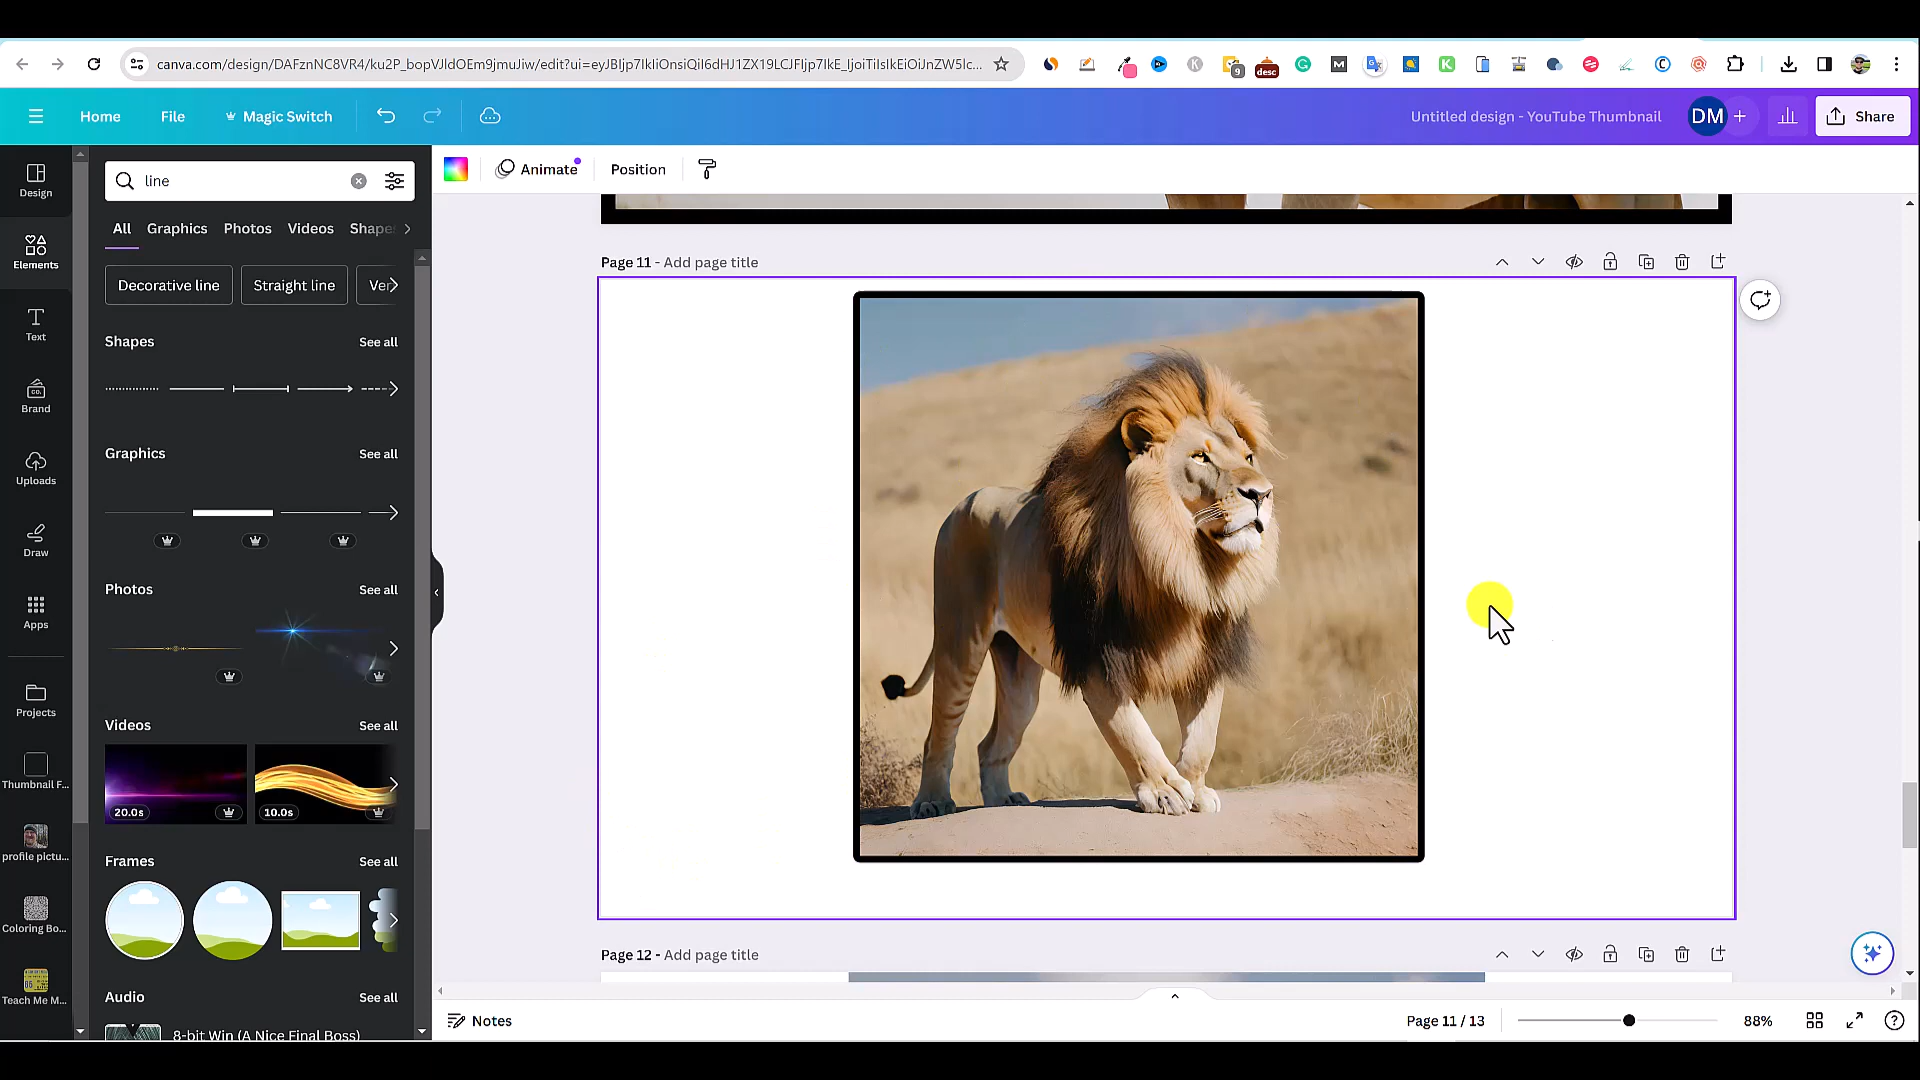 canva.com/design/DAFznNC8VR4/ku2P_bopVJldOEm9jmuJiw/edit?ui=eyJBIjp7IkIiOnsiQiI6dHJ1ZX19LCJFIjp7IkE_IjoiTiIsIkEiOiJnZW5lc...
9
desc
Home
File
Magic Switch
Untitled design - YouTube Thumbnail
DM
Share
line
Animate
Position
Design
Elements
Text
Brand
Uploads
Draw
Apps
Projects
Thumbnail F...
profile pictu...
Coloring Bo...
Teach Me M...
All
Graphics
Photos
Videos
Shape
Decorative line
Straight line
Ver
Shapes
See all
Graphics
See all
Photos
See all
Videos
See all
20.0s
10.0s
Frames
See all
Audio
See all
8-bit Win (A Nice Final Boss)
Page 11 - Add page title
Page 12 - Add page title
Notes
Page 11 / 13
88%